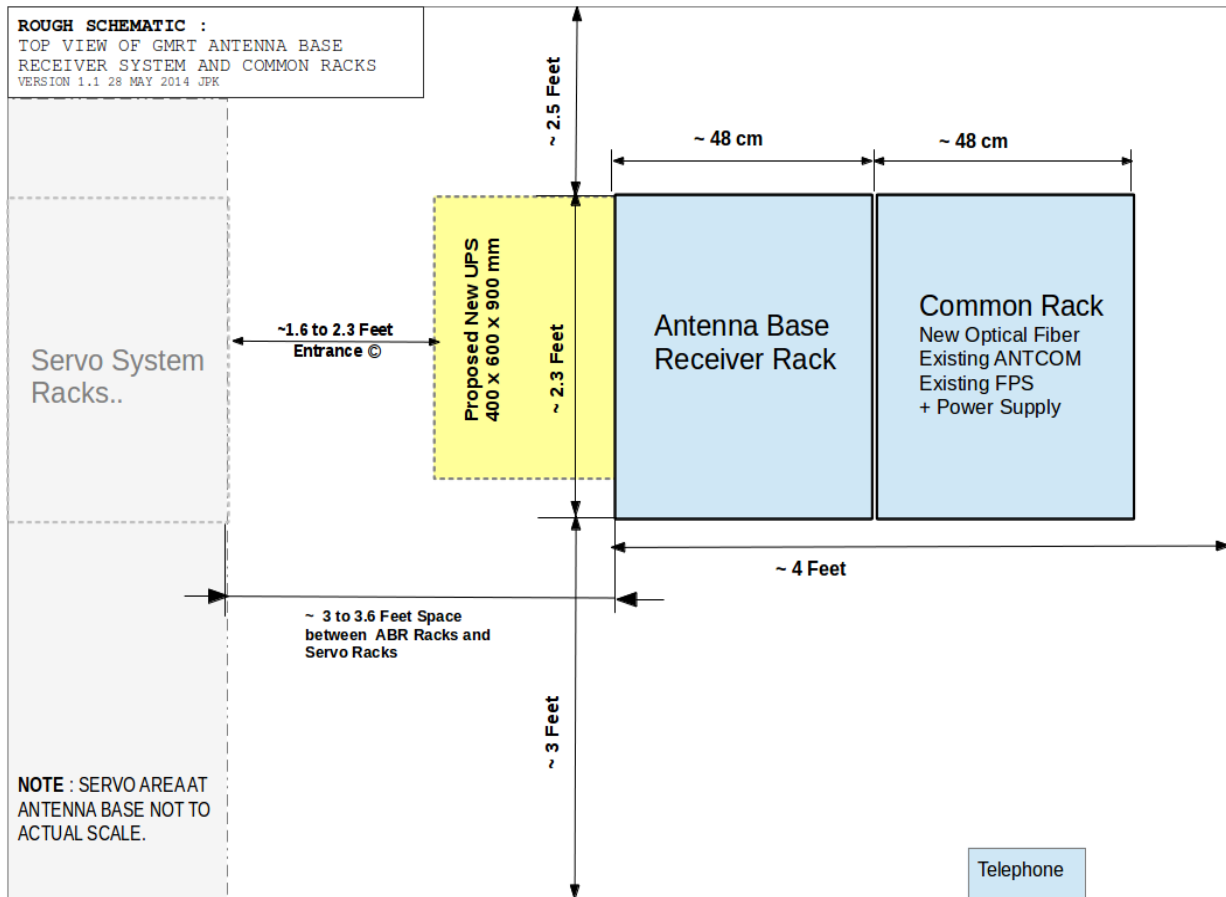 ROUGH SCHEMATIC :
TOP VIEW OF GMRT ANTENNA BASE
RECEIVER SYSTEM AND COMMON RACKS
VERSION 1.1 28 MAY 2014 JPK
~ 2.5 Feet
~ 48 cm
~ 48 cm
Servo System
Racks..
~1.6 to 2.3 Feet
Entrance ©
Proposed New UPS
400 x 600 x 900 mm
~ 2.3 Feet
Antenna Base
Receiver Rack
Common Rack
New Optical Fiber
Existing ANTCOM
Existing FPS
+ Power Supply
~ 4 Feet
~ 3 to 3.6 Feet Space
between ABR Racks and
Servo Racks
~ 3 Feet
NOTE : SERVO AREA AT
ANTENNA BASE NOT TO
ACTUAL SCALE.
Telephone